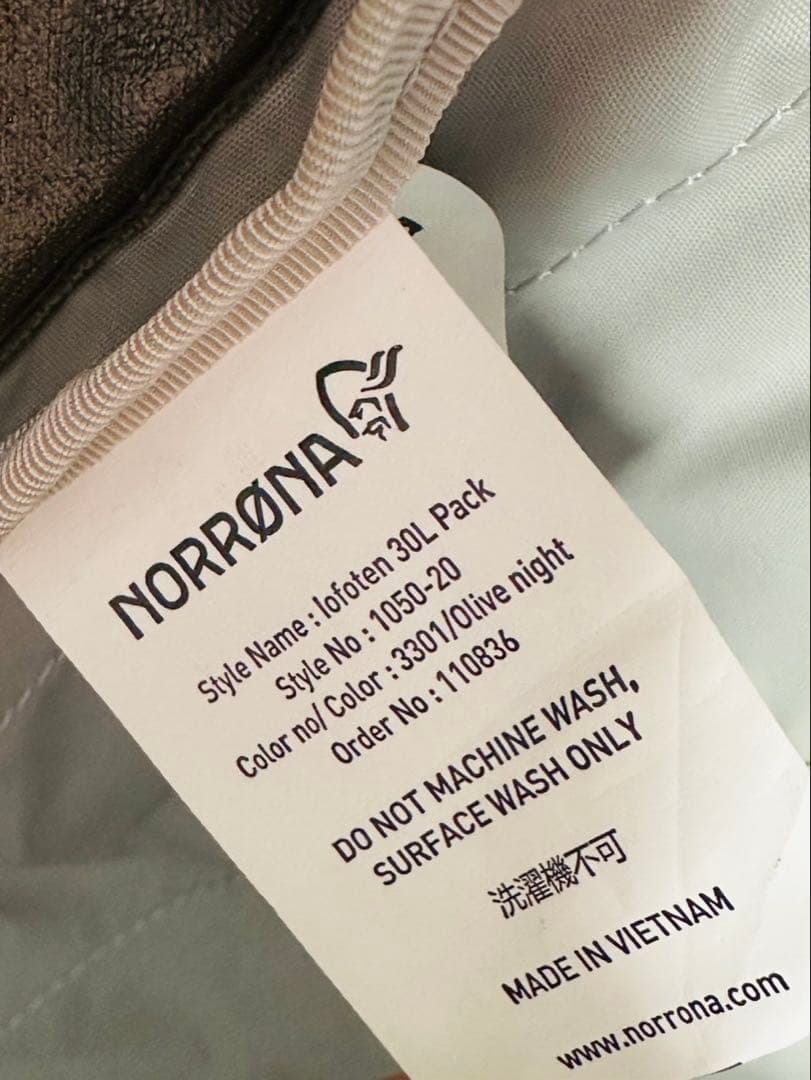 NORRØNA
Style Name : lofoten 30L Pack
Style No : 1050-20
Color no/ Color : 3301/Olive night
Order No : 110836
DO NOT MACHINE WASH,
SURFACE WASH ONLY
洗濯機不可
MADE IN VIETNAM
www.norrona.com